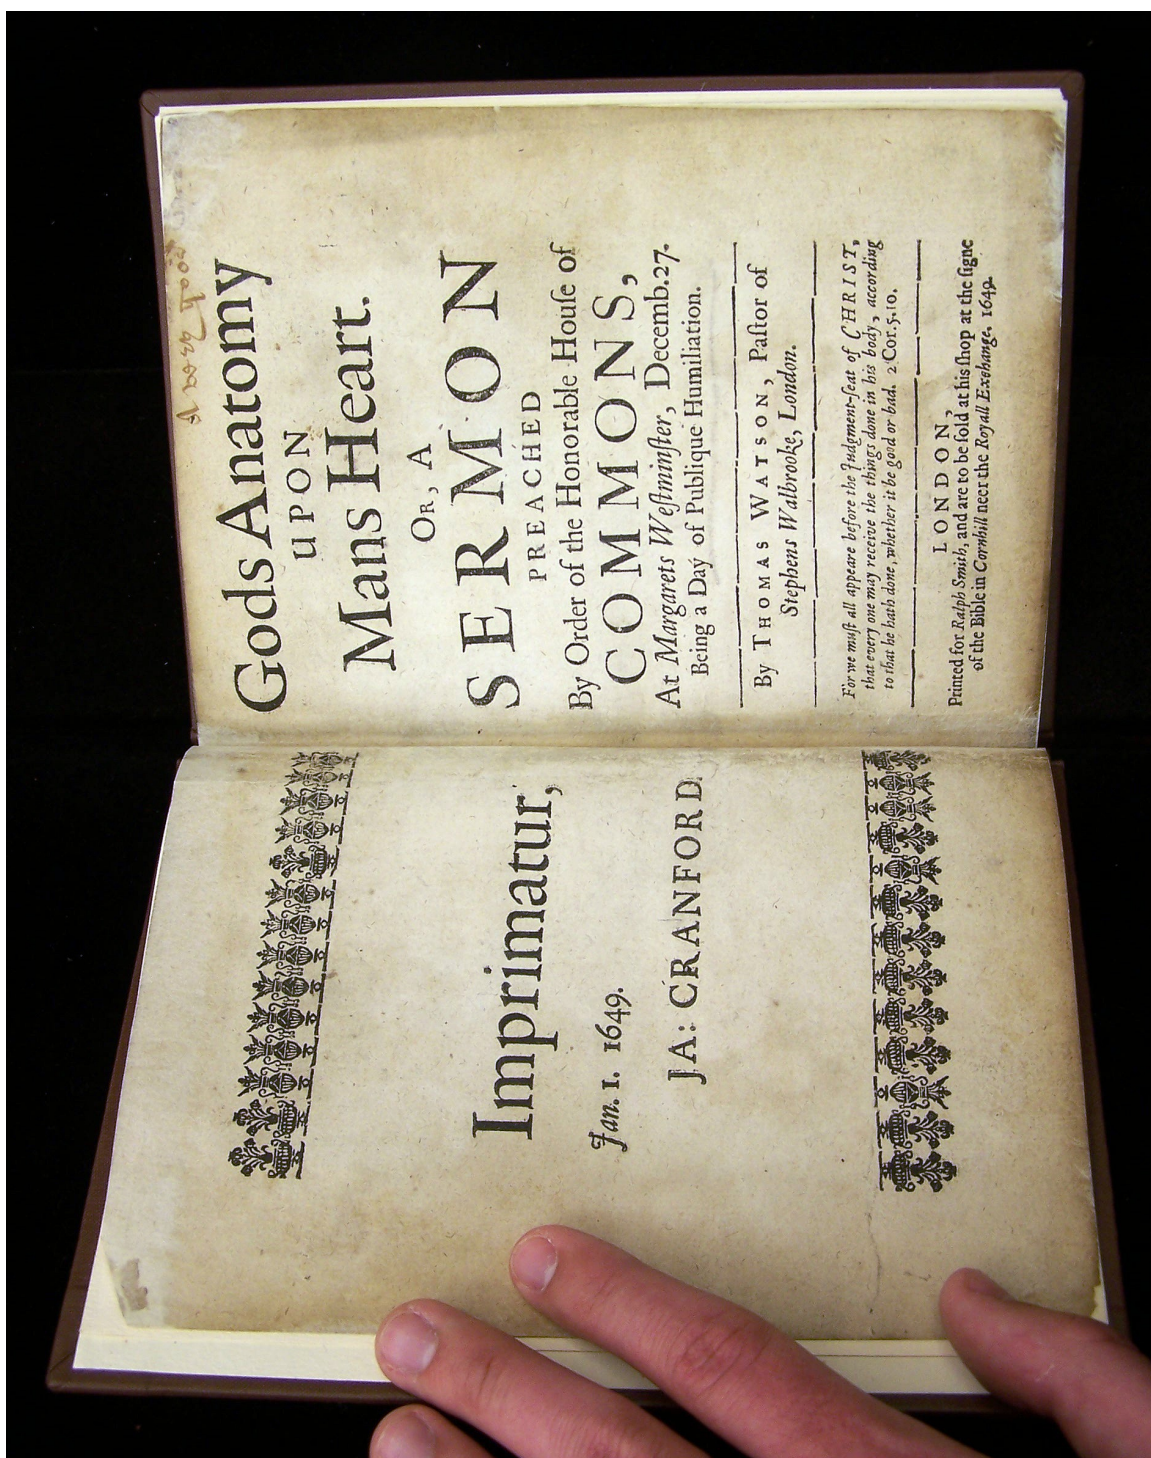 Imprimatur,
Jan. 1. 1649.
JA: CRANFORD
A very good
Gods Anatomy
UPON
Mans Heart.
OR, A
SERMON
PREACHED
By Order of the Honorable Houſe of
COMMONS,
At Margarets Weſtminſter, Decemb.27.
Being a Day of Publique Humiliation.
By THOMAS WATSON, Paſtor of
Stephens Walbrooke, London.
For we muſt all appeare before the Judgment-ſeat of CHRIST,
that every one may receive the things done in his body, according
to that he hath done, whether it be good or bad. 2 Cor.5.10.
LONDON,
Printed for Ralph Smith, and are to be ſold at his ſhop at the ſigne
of the Bible in Cornhill neer the Royall Exchange. 1649.